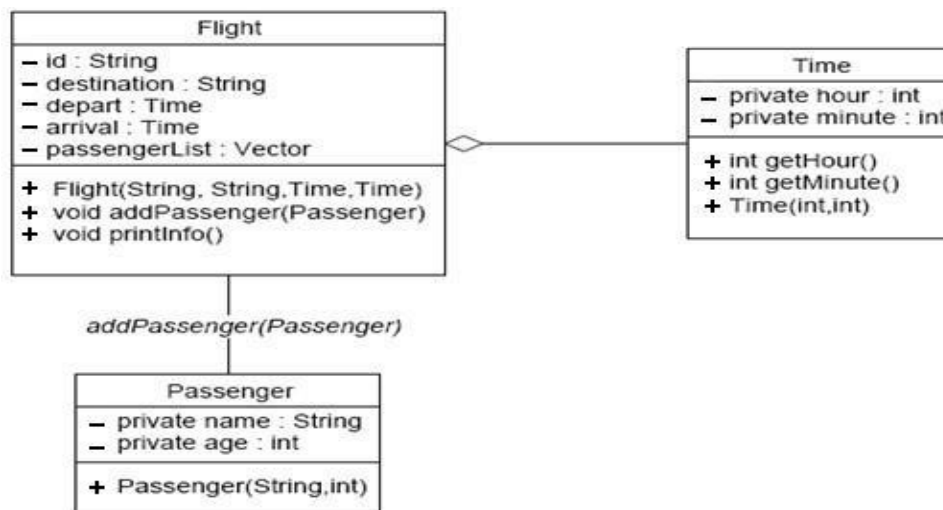 Flight
– id : String
– destination : String
– depart : Time
– arrival : Time
– passengerList : Vector
+ Flight(String, String,Time,Time)
+ void addPassenger(Passenger)
+ void printInfo()
Time
– private hour : int
– private minute : int
+ int getHour()
+ int getMinute()
+ Time(int,int)
addPassenger(Passenger)
Passenger
– private name : String
– private age : int
+ Passenger(String,int)